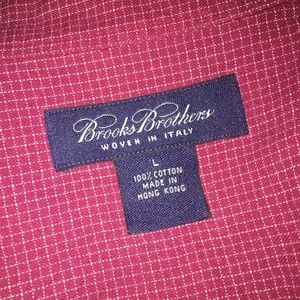 Brooks Brothers
WOVEN IN ITALY
L
100% COTTON
MADE IN
HONG KONG